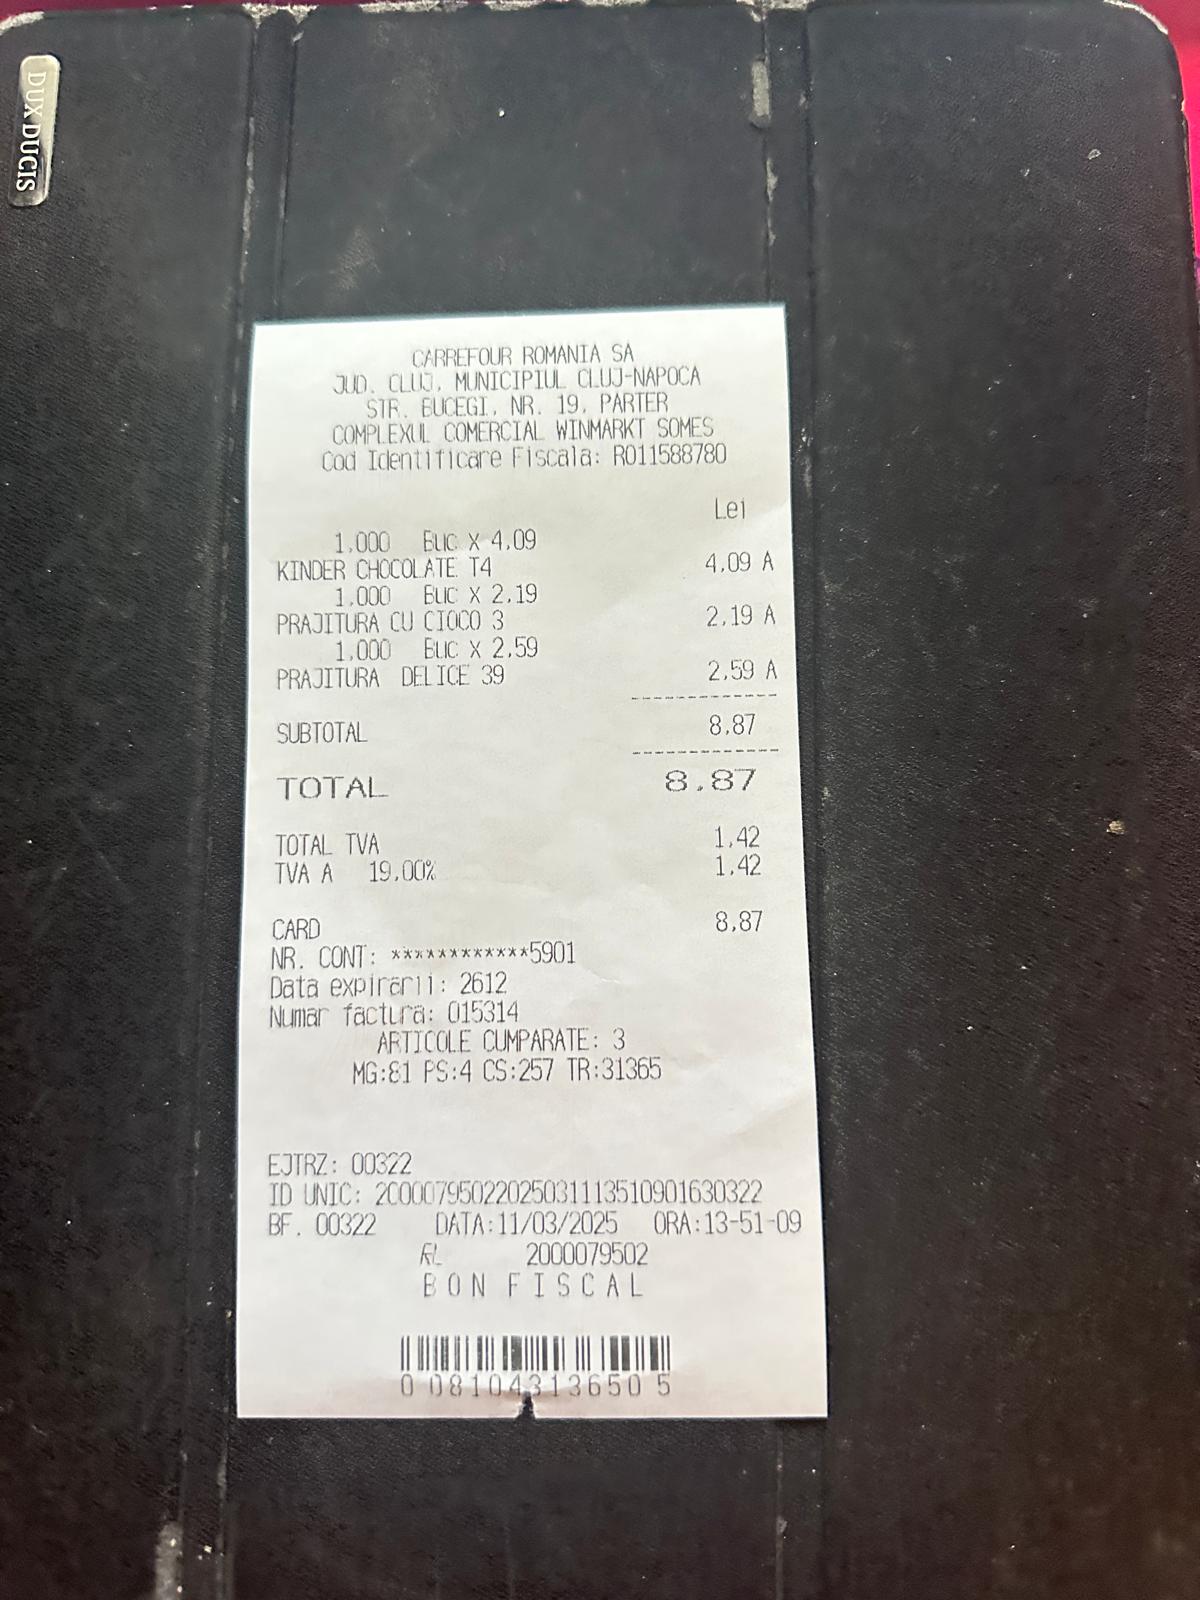 DUX DUCIS
CARREFOUR ROMANIA SA
JUD. CLUJ, MUNICIPIUL CLUJ-NAPOCA
STR. BUCEGI, NR. 19, PARTER
COMPLEXUL COMERCIAL WINMARKT SOMES
Cod Identificare Fiscala: RO11588780
Lei
1,000 Buc X 4,09
KINDER CHOCOLATE T4 4,09 A
1,000 Buc X 2,19
PRAJITURA CU CIOCO 3 2,19 A
1,000 Buc X 2,59
PRAJITURA DELICE 39 2,59 A
SUBTOTAL 8,87
TOTAL 8,87
TOTAL TVA 1,42
TVA A 19,00% 1,42
CARD 8,87
NR. CONT: ************5901
Data expirarii: 2612
Numar factura: 015314
ARTICOLE CUMPARATE: 3
MG:81 PS:4 CS:257 TR:31365
EJTRZ: 00322
ID UNIC: 2000079502202503111351090163 0322
BF. 00322 DATA:11/03/2025 ORA:13-51-09
2000079502
BON FISCAL
0 08104313650 5